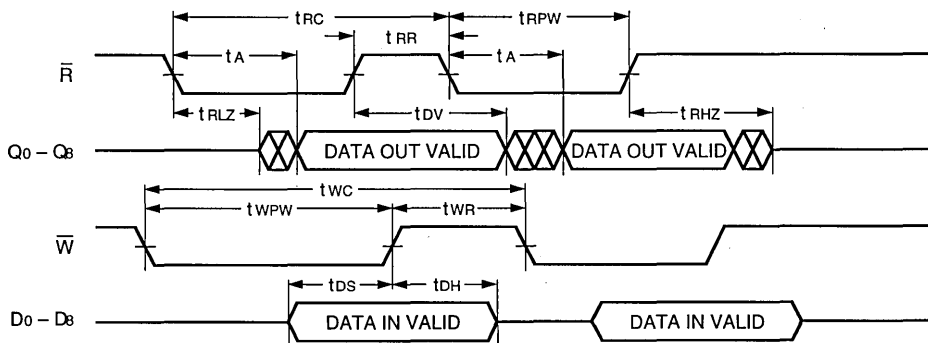 tRC tRPW
tRR
tA tA
R̅
tRLZ tDV tRHZ
Q0 – Q8 DATA OUT VALID DATA OUT VALID
tWC
tWPW tWR
W̅
tDS tDH
D0 – D8 DATA IN VALID DATA IN VALID